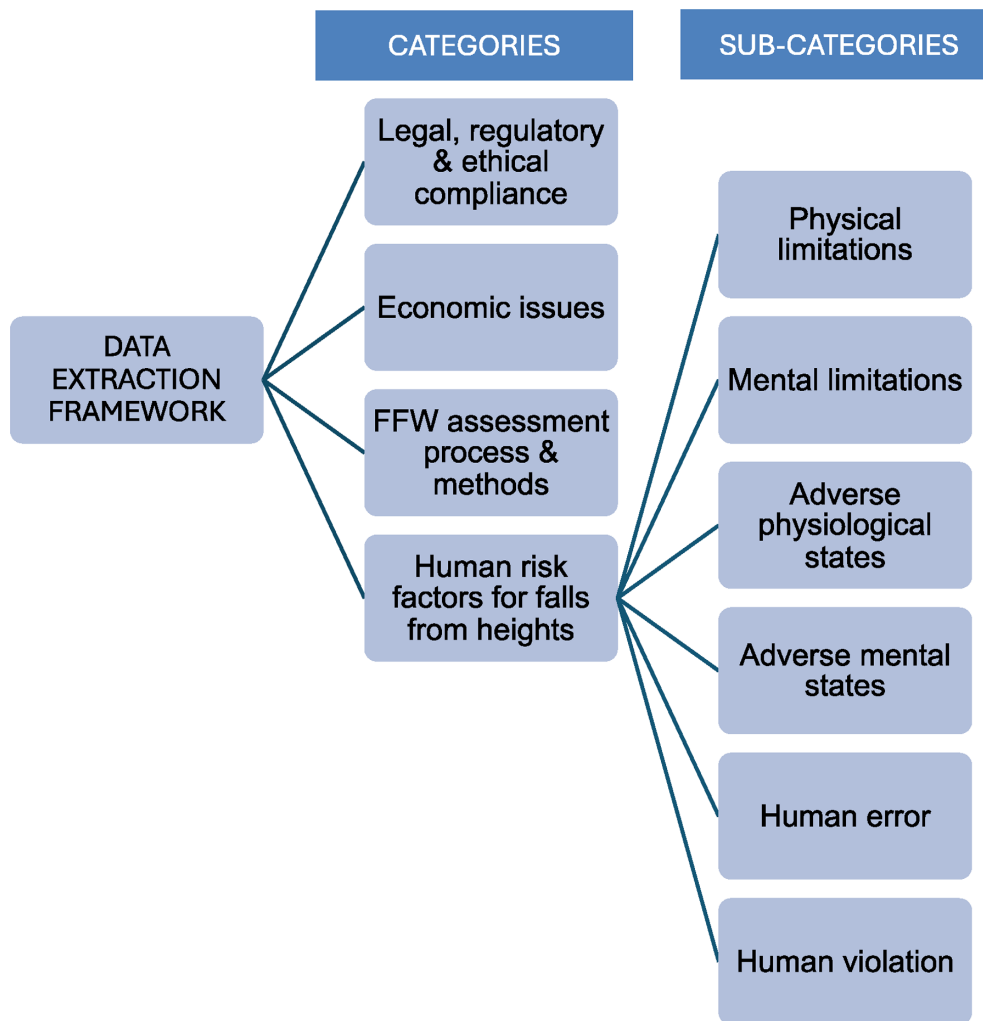 CATEGORIES
SUB-CATEGORIES
DATA
EXTRACTION
FRAMEWORK
Legal, regulatory
& ethical
compliance
Economic issues
FFW assessment
process &
methods
Human risk
factors for falls
from heights
Physical
limitations
Mental limitations
Adverse
physiological
states
Adverse mental
states
Human error
Human violation